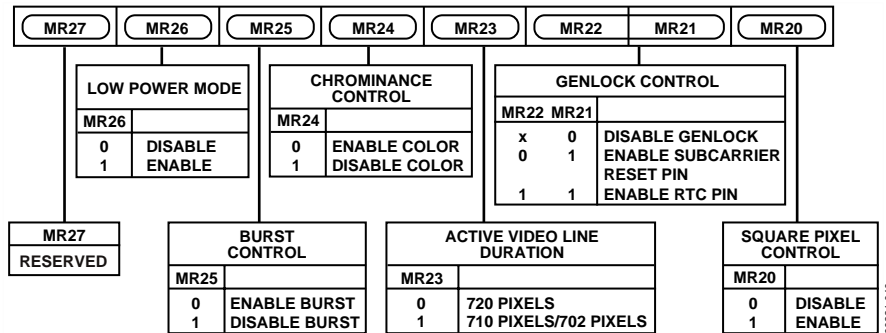 MR27 MR26 MR25 MR24 MR23 MR22 MR21 MR20
LOW POWER MODE
MR26
0 DISABLE
1 ENABLE
CHROMINANCE
CONTROL
MR24
0 ENABLE COLOR
1 DISABLE COLOR
GENLOCK CONTROL
MR22 MR21
x 0 DISABLE GENLOCK
0 1 ENABLE SUBCARRIER
RESET PIN
1 1 ENABLE RTC PIN
MR27
RESERVED
BURST
CONTROL
MR25
0 ENABLE BURST
1 DISABLE BURST
ACTIVE VIDEO LINE
DURATION
MR23
0 720 PIXELS
1 710 PIXELS/702 PIXELS
SQUARE PIXEL
CONTROL
MR20
0 DISABLE
1 ENABLE